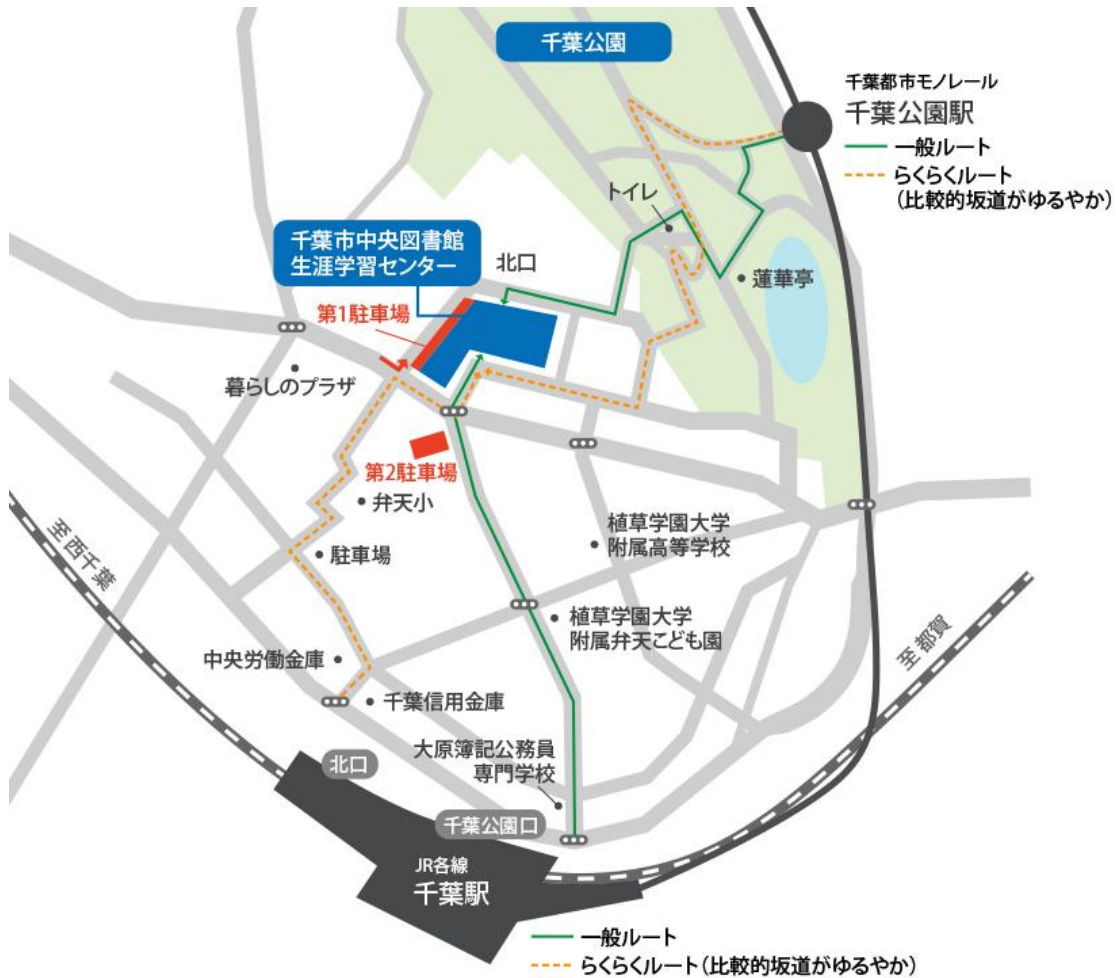 千葉公園
千葉都市モノレール
千葉公園駅
一般ルート
らくらくルート
(比較的坂道がゆるやか)
トイレ
千葉市中央図書館
生涯学習センター
北口
蓮華亭
第1駐車場
暮らしのプラザ
第2駐車場
弁天小
植草学園大学
附属高等学校
至西千葉
駐車場
植草学園大学
附属弁天こども園
至都賀
中央労働金庫
千葉信用金庫
大原簿記公務員
専門学校
北口
千葉公園口
JR各線
千葉駅
一般ルート
らくらくルート(比較的坂道がゆるやか)